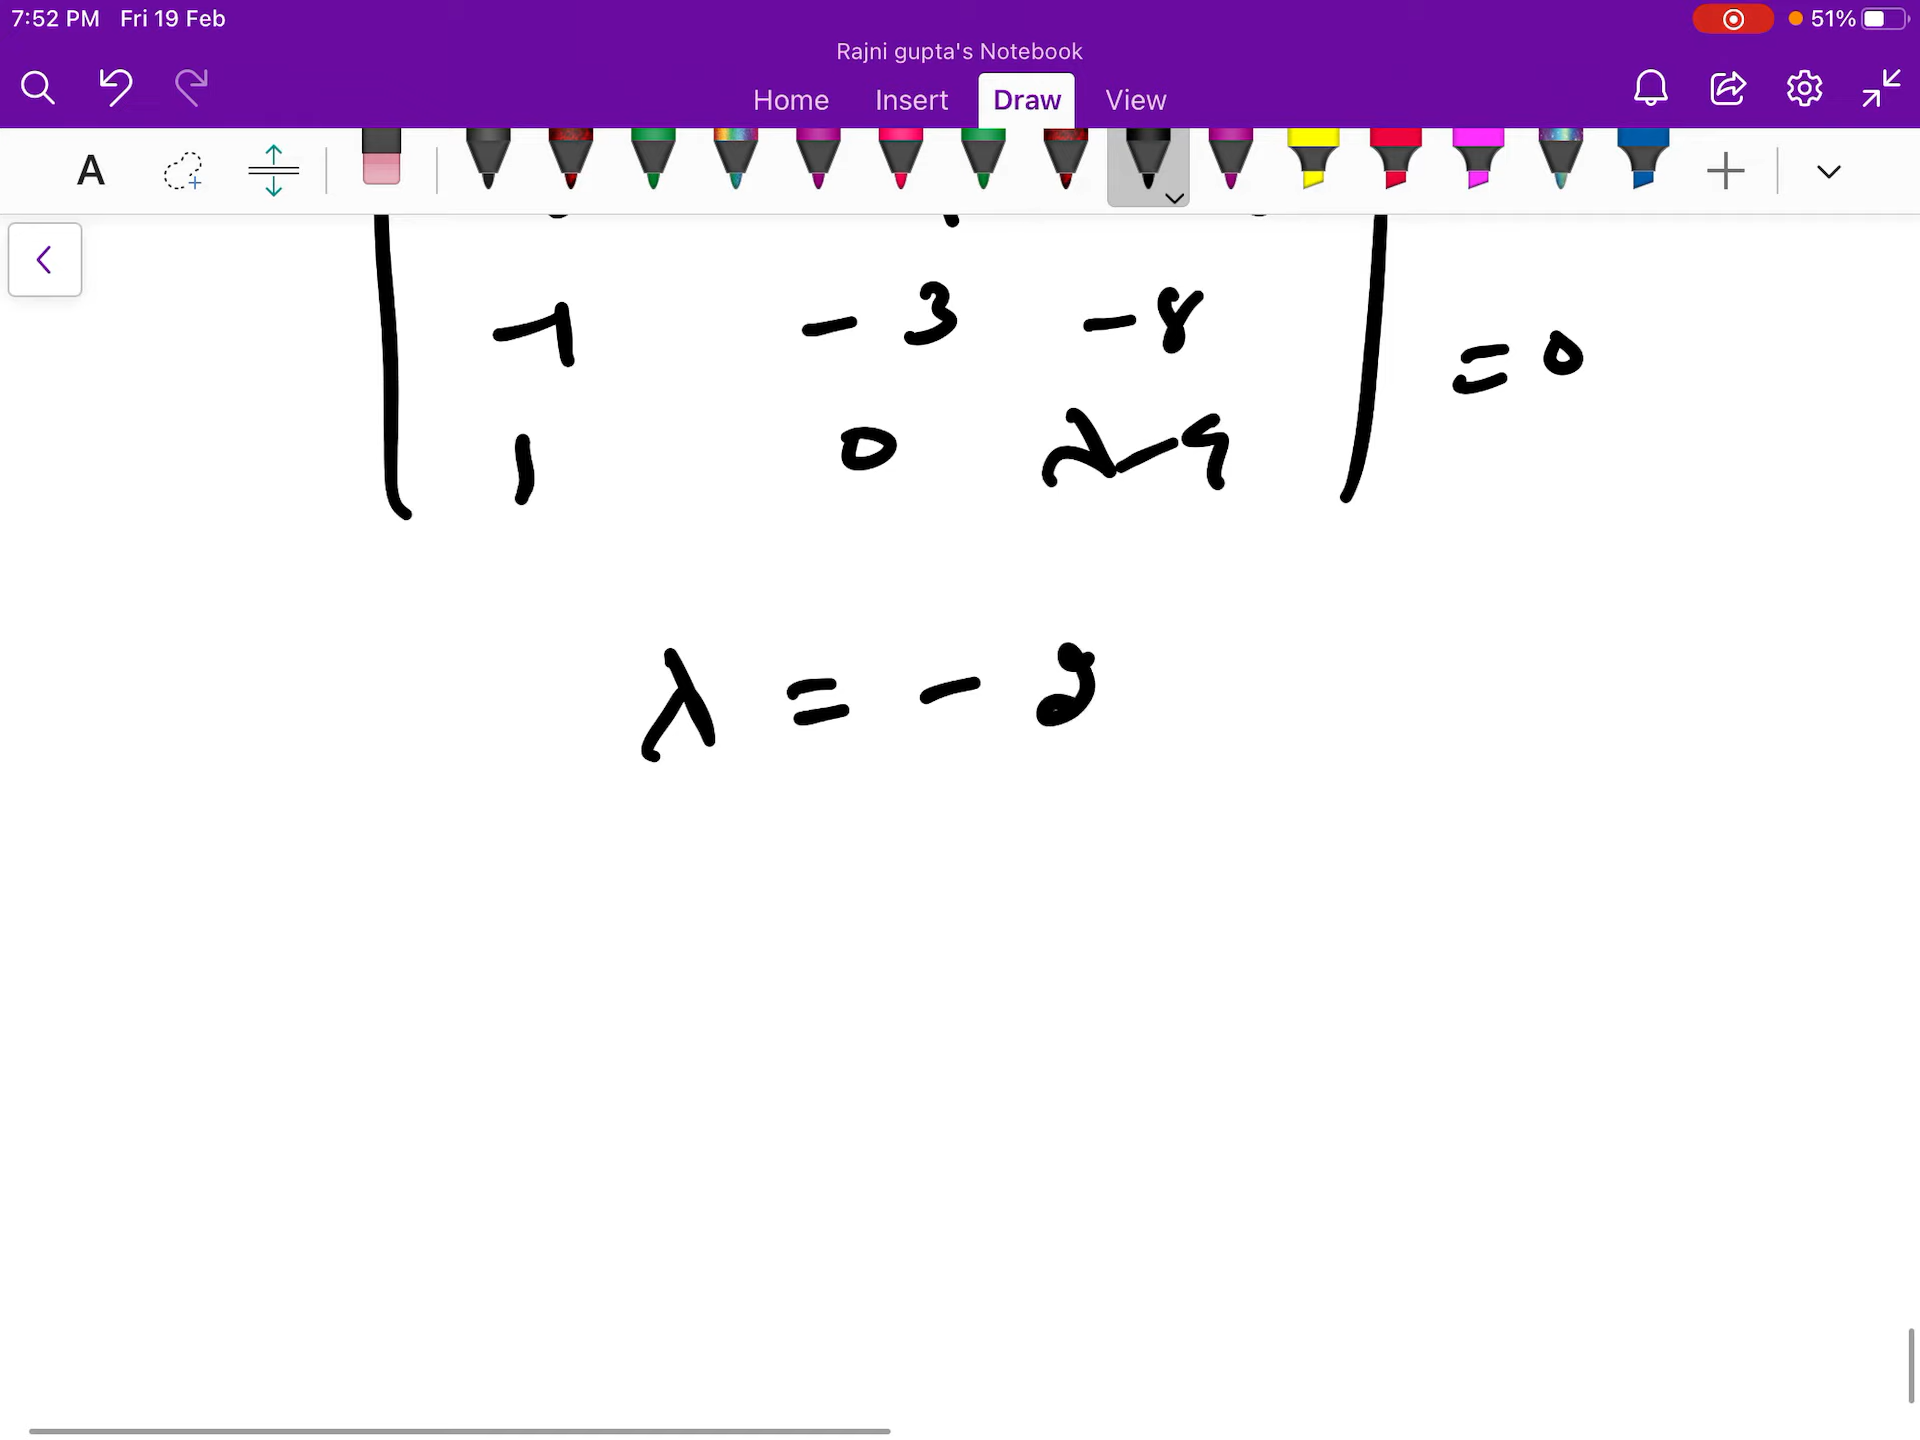 7:52 PM Fri 19 Feb
51%
Rajni gupta's Notebook
Home Insert Draw View
A
-1 -3 -8
= 0
1 0 λ-9
λ = - 2